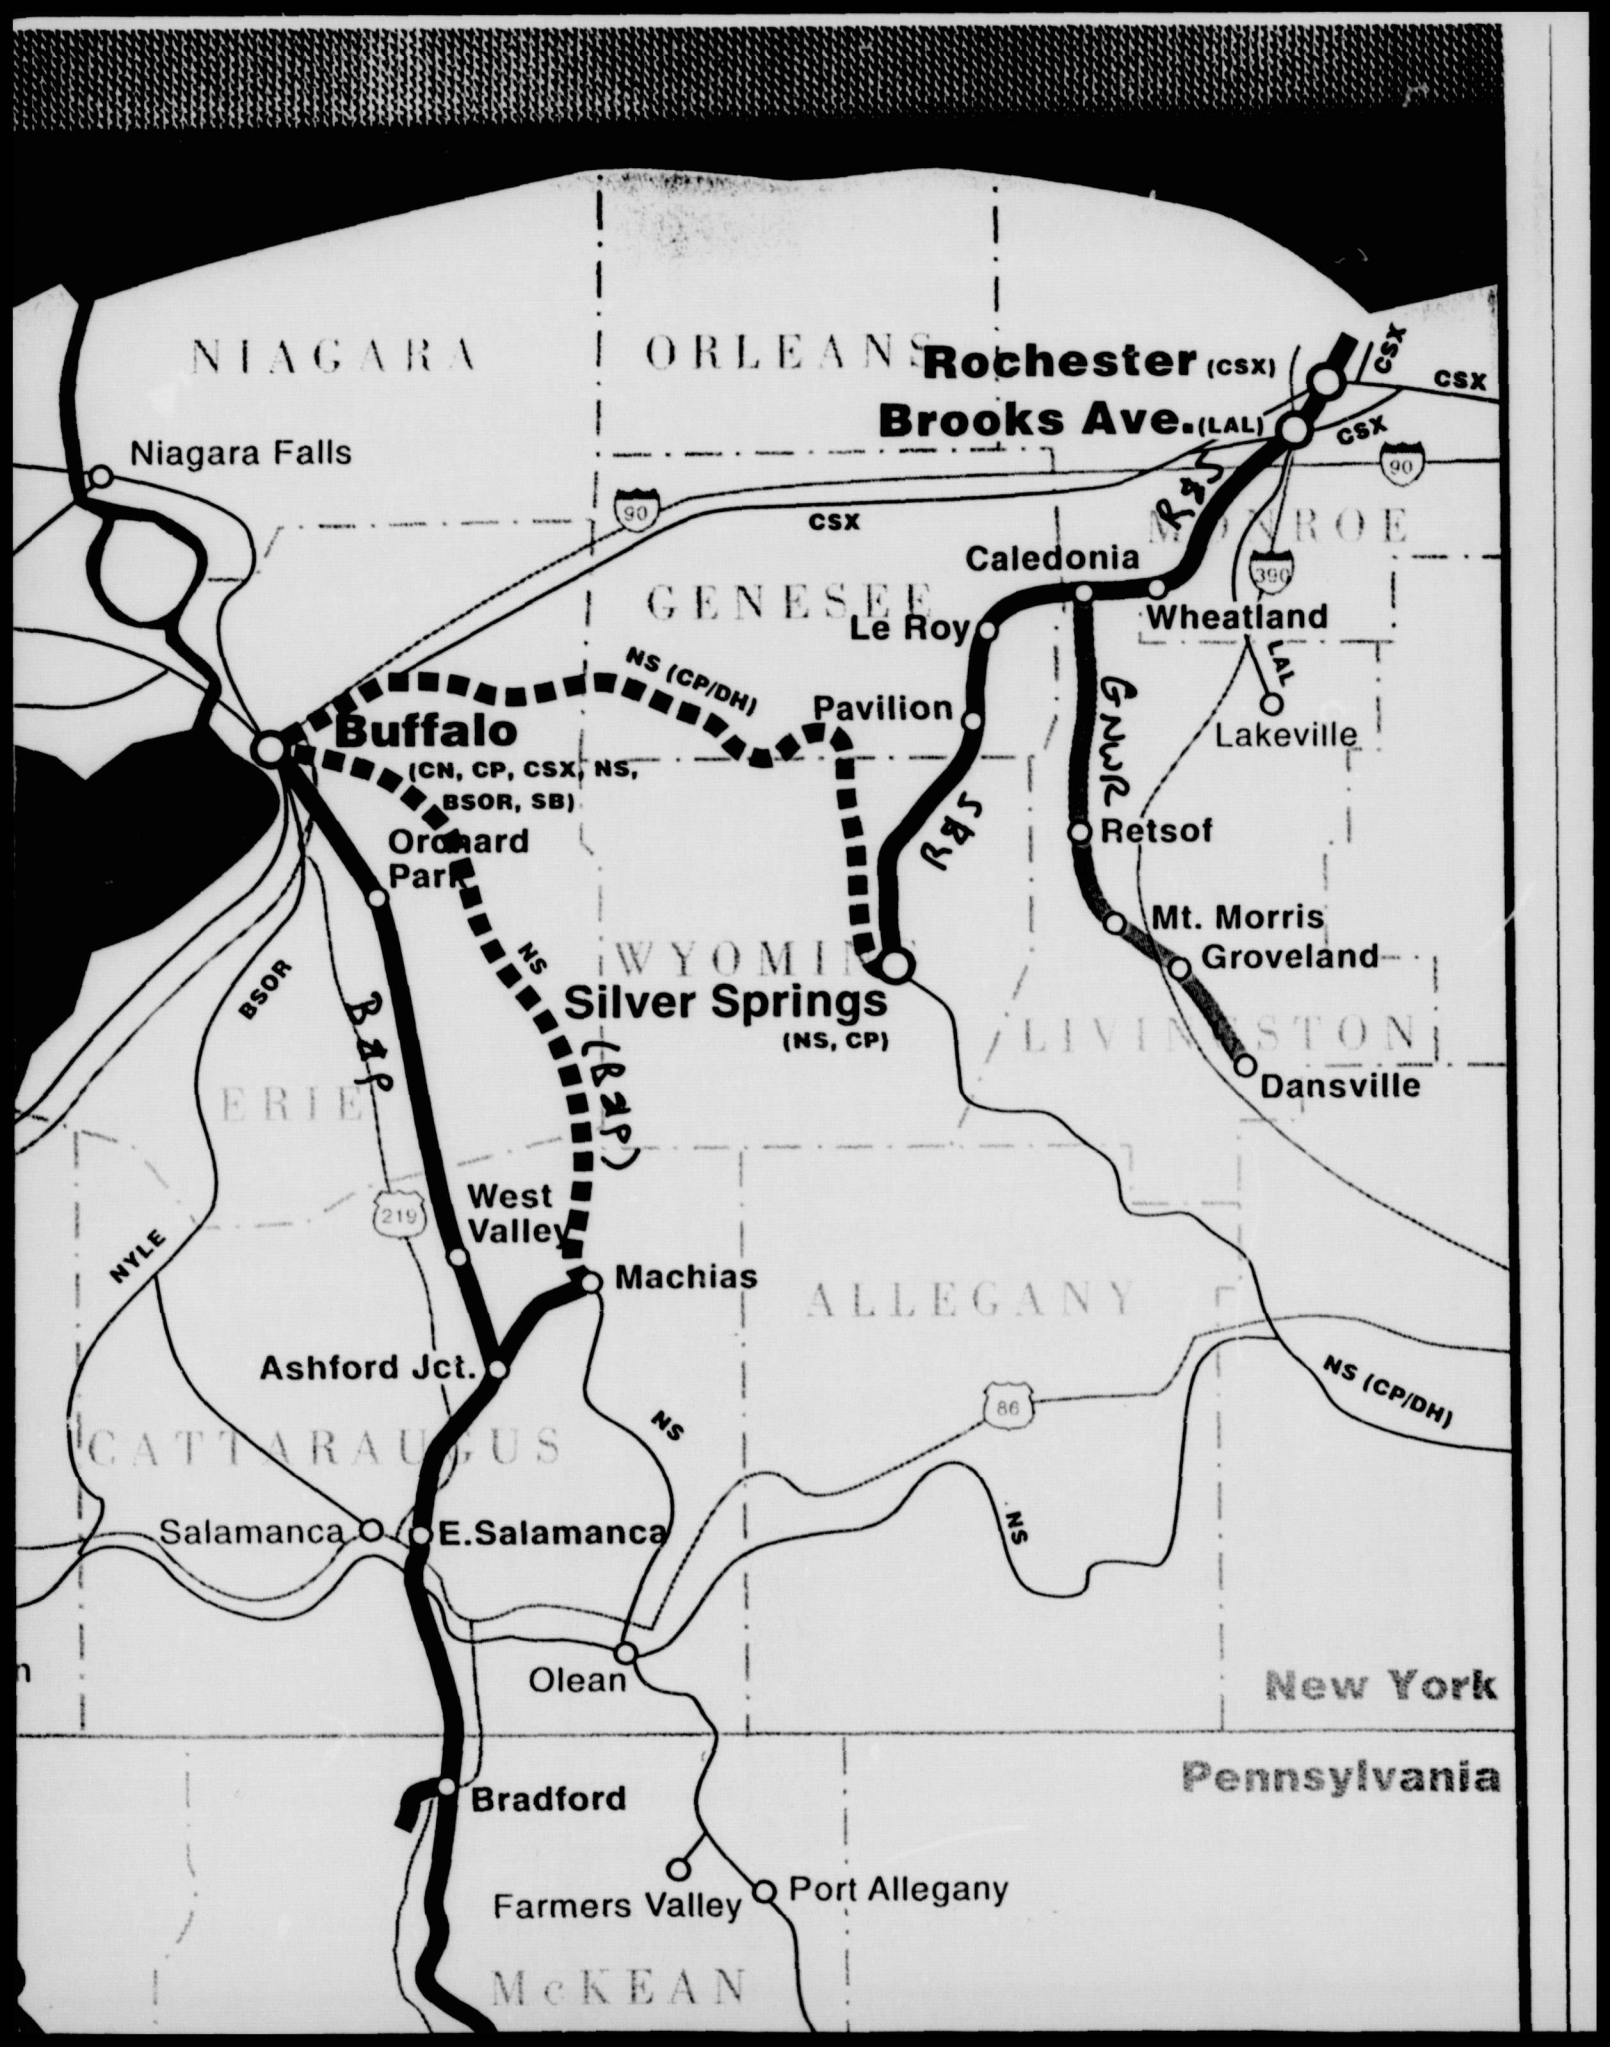 NIAGARA
ORLEANS
Rochester (CSX)
CSX
CSX
Brooks Ave. (LAL)
CSX
Niagara Falls
90
90
R&S
CSX
MONROE
Caledonia
390
GENESEE
Le Roy
Wheatland
NS (CP/DH)
LAL
Pavilion
GNWR
Buffalo
Lakeville
(CN, CP, CSX, NS,
BSOR, SB)
Orchard
Park
R&S
Retsof
Mt. Morris
NS
WYOMING
Groveland
BSOR
Silver Springs
(NS, CP)
B&P
LIVINGSTON
(B&P)
Dansville
ERIE
West
Valley
219
NYLE
Machias
ALLEGANY
Ashford Jct.
NS (CP/DH)
86
NS
CATTARAUGUS
NS
Salamanca
E.Salamanca
n
Olean
New York
Pennsylvania
Bradford
Farmers Valley
Port Allegany
McKEAN